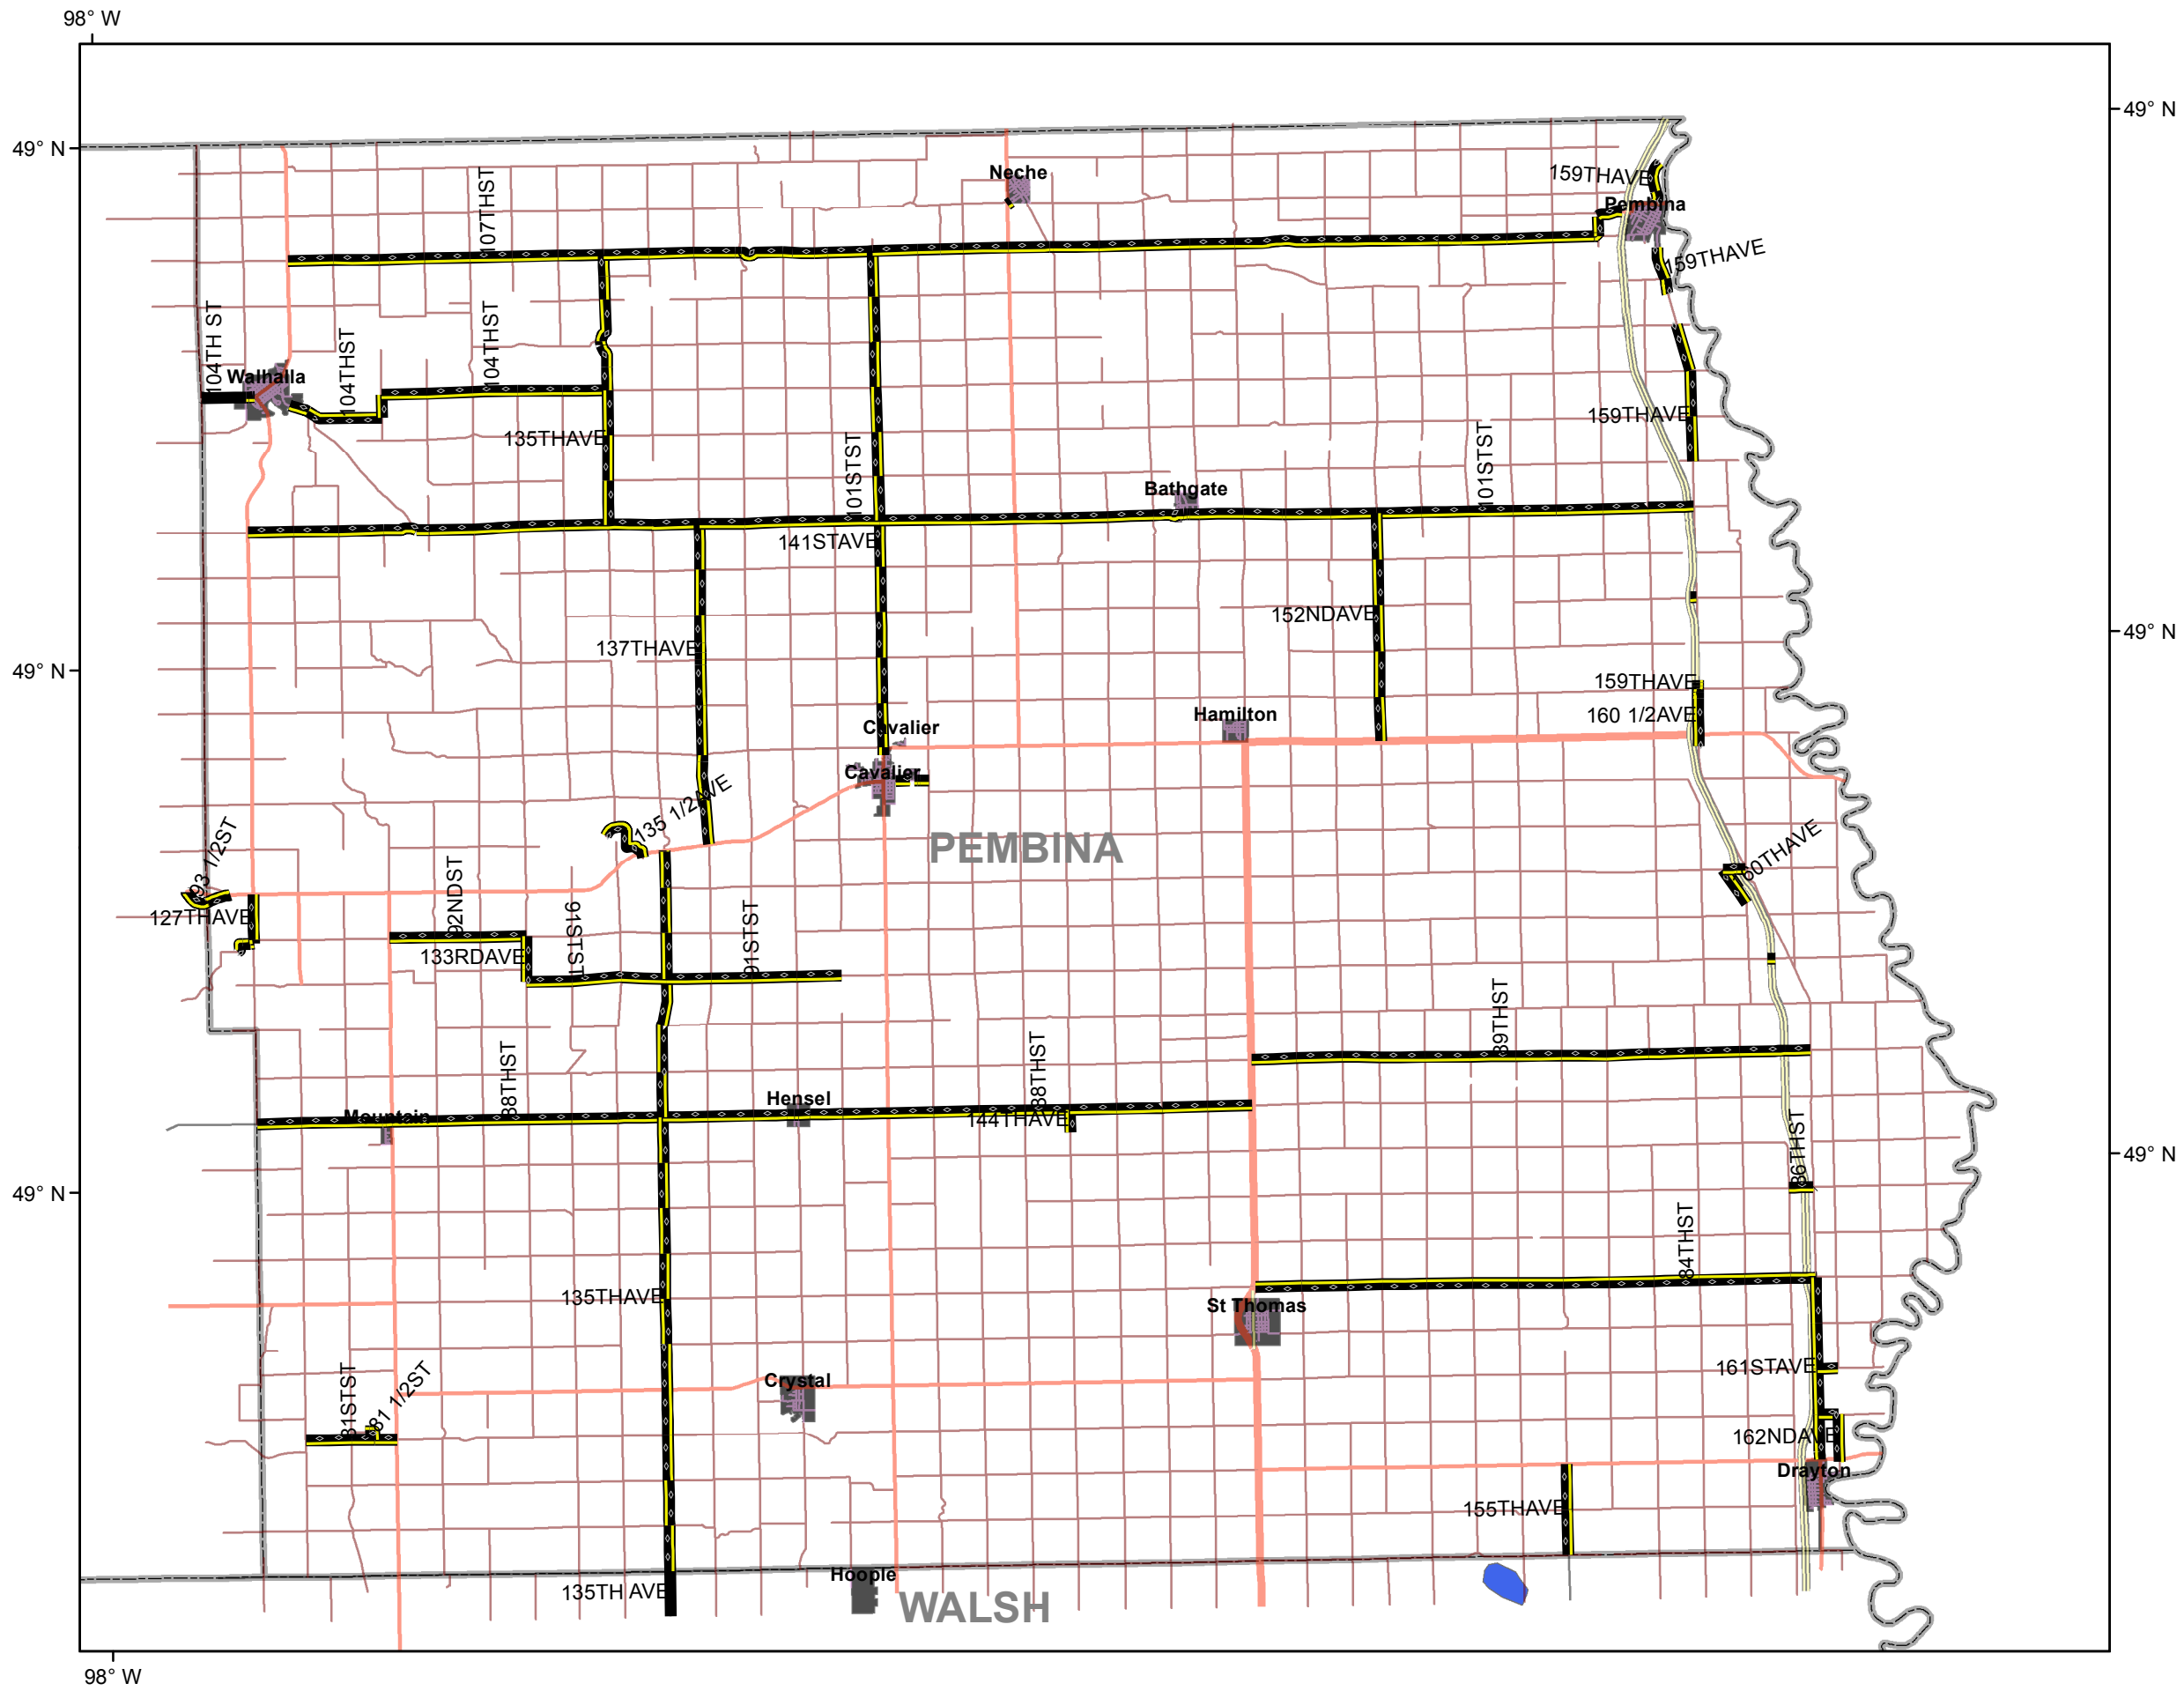 98° W
49° N
49° N
Neche
159THAVE
Pembina
107THST
159THAVE
104TH ST
104THST
104THST
Walhalla
159THAVE
135THAVE
101STST
101STST
Bathgate
141STAVE
152NDAVE
49° N
137THAVE
49° N
159THAVE
160 1/2AVE
Hamilton
Cavalier
Cavalier
135 1/2AVE
PEMBINA
93 1/2ST
60THAVE
127THAVE
92NDST
91STST
91STST
133RDAVE
89THST
88THST
88THST
Mountain
Hensel
144THAVE
86THST
49° N
49° N
84THST
135THAVE
St Thomas
161STAVE
81STST
81 1/2ST
Crystal
162NDAVE
Drayton
155THAVE
135TH AVE
Hoople
WALSH
98° W